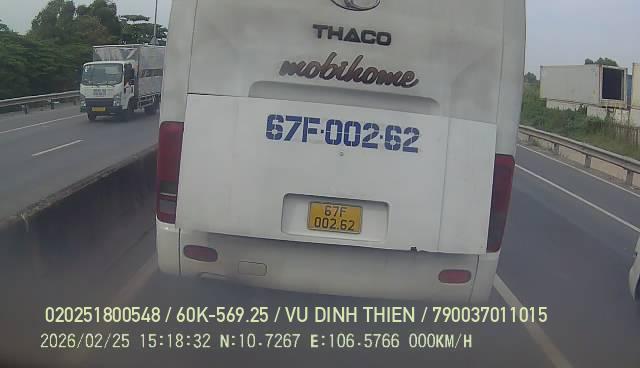 THACO
mobihome
67F-002-62
67F
002.62
020251800548 / 60K-569.25 / VU DINH THIEN / 790037011015
2026/02/25 15:18:32 N:10.7267 E:106.5766 000KM/H